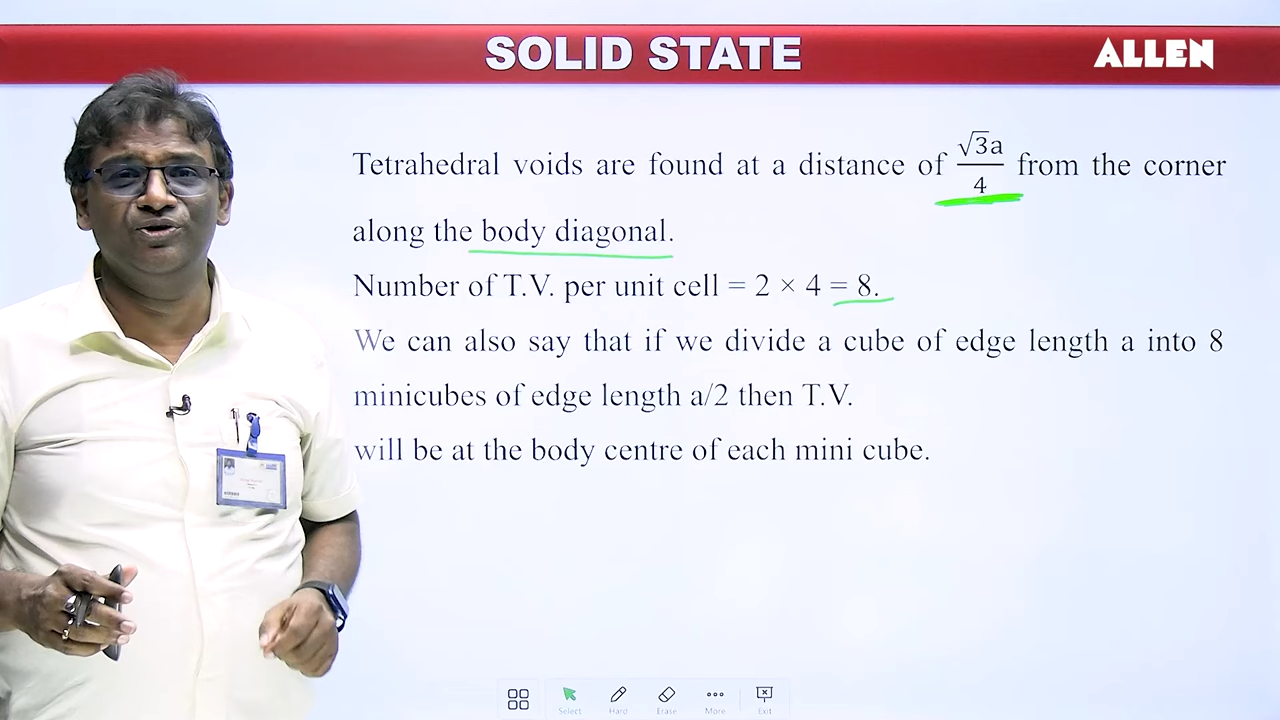 SOLID STATE
ALLEN
Tetrahedral voids are found at a distance of √3a/4 from the corner
along the body diagonal.
Number of T.V. per unit cell = 2 × 4 = 8.
We can also say that if we divide a cube of edge length a into 8
minicubes of edge length a/2 then T.V.
will be at the body centre of each mini cube.
Select Hard Erase More Exit